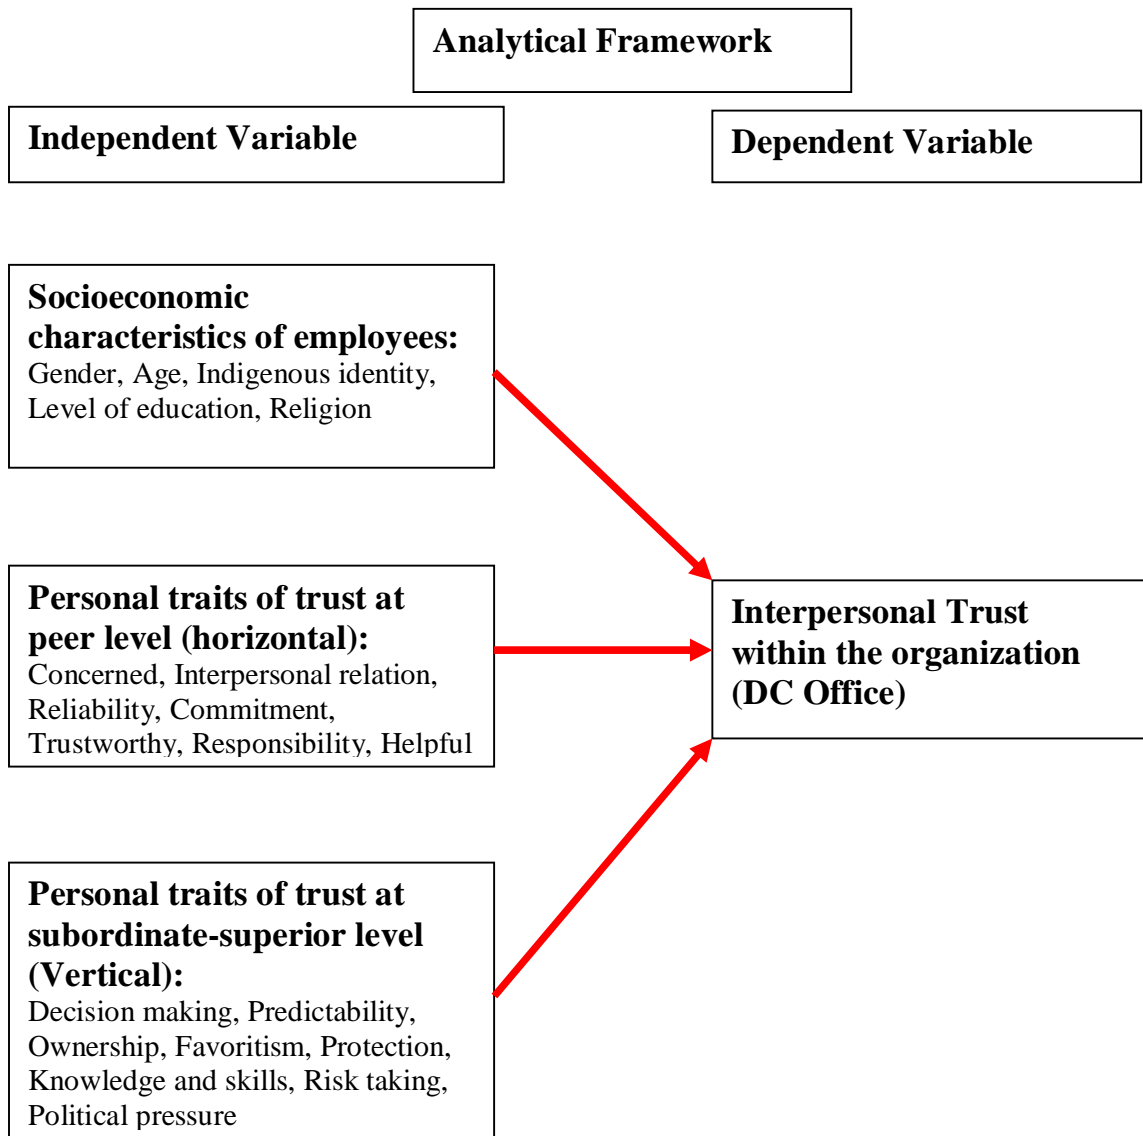 Analytical Framework
Independent Variable
Dependent Variable
Socioeconomic
characteristics of employees:
Gender, Age, Indigenous identity,
Level of education, Religion
Personal traits of trust at
peer level (horizontal):
Concerned, Interpersonal relation,
Reliability, Commitment,
Trustworthy, Responsibility, Helpful
Interpersonal Trust
within the organization
(DC Office)
Personal traits of trust at
subordinate-superior level
(Vertical):
Decision making, Predictability,
Ownership, Favoritism, Protection,
Knowledge and skills, Risk taking,
Political pressure